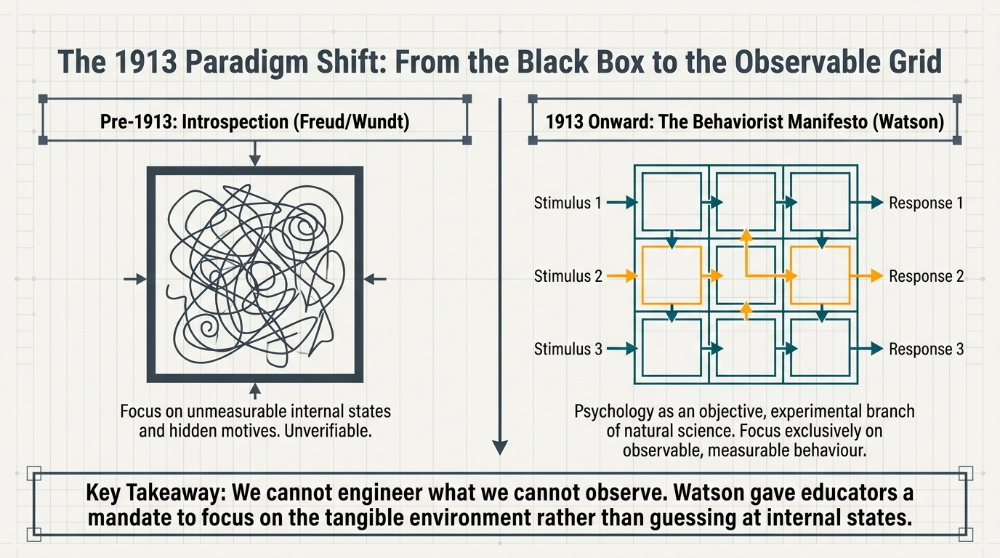 The 1913 Paradigm Shift: From the Black Box to the Observable Grid
Pre-1913: Introspection (Freud/Wundt)
Focus on unmeasurable internal states
and hidden motives. Unverifiable.
1913 Onward: The Behaviorist Manifesto (Watson)
Stimulus 1
Response 1
Stimulus 2
Response 2
Stimulus 3
Response 3
Psychology as an objective, experimental branch
of natural science. Focus exclusively on
observable, measurable behaviour.
Key Takeaway: We cannot engineer what we cannot observe. Watson gave educators a
mandate to focus on the tangible environment rather than guessing at internal states.